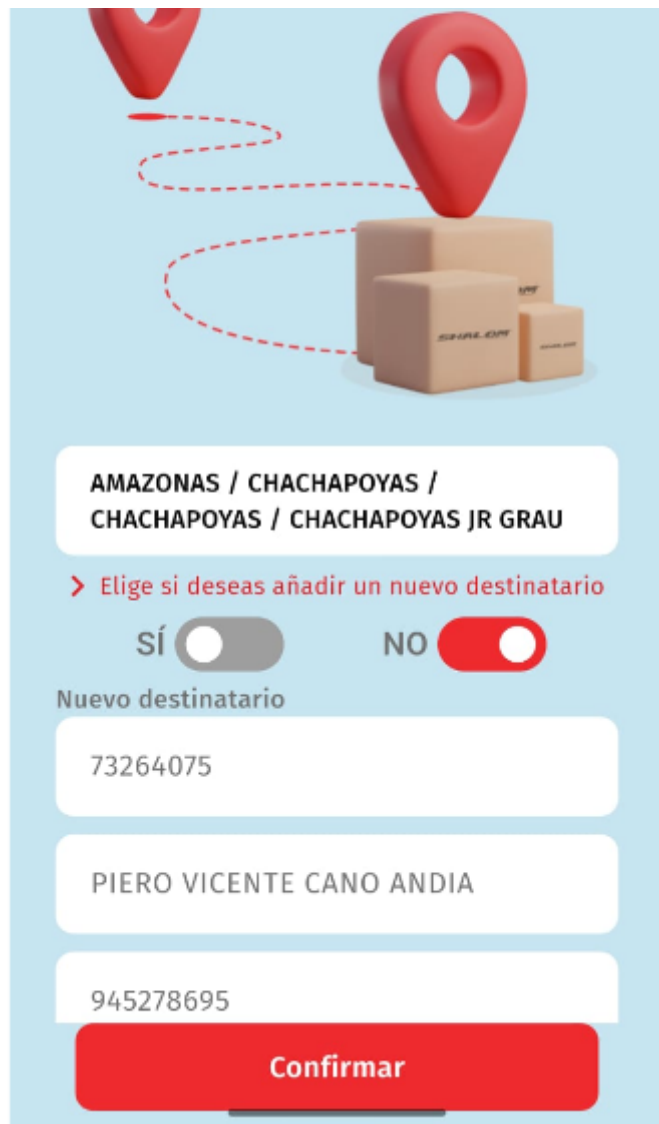 SHALOM
AMAZONAS / CHACHAPOYAS /
CHACHAPOYAS / CHACHAPOYAS JR GRAU
Elige si deseas añadir un nuevo destinatario
SÍ NO
Nuevo destinatario
73264075
PIERO VICENTE CANO ANDIA
945278695
Confirmar